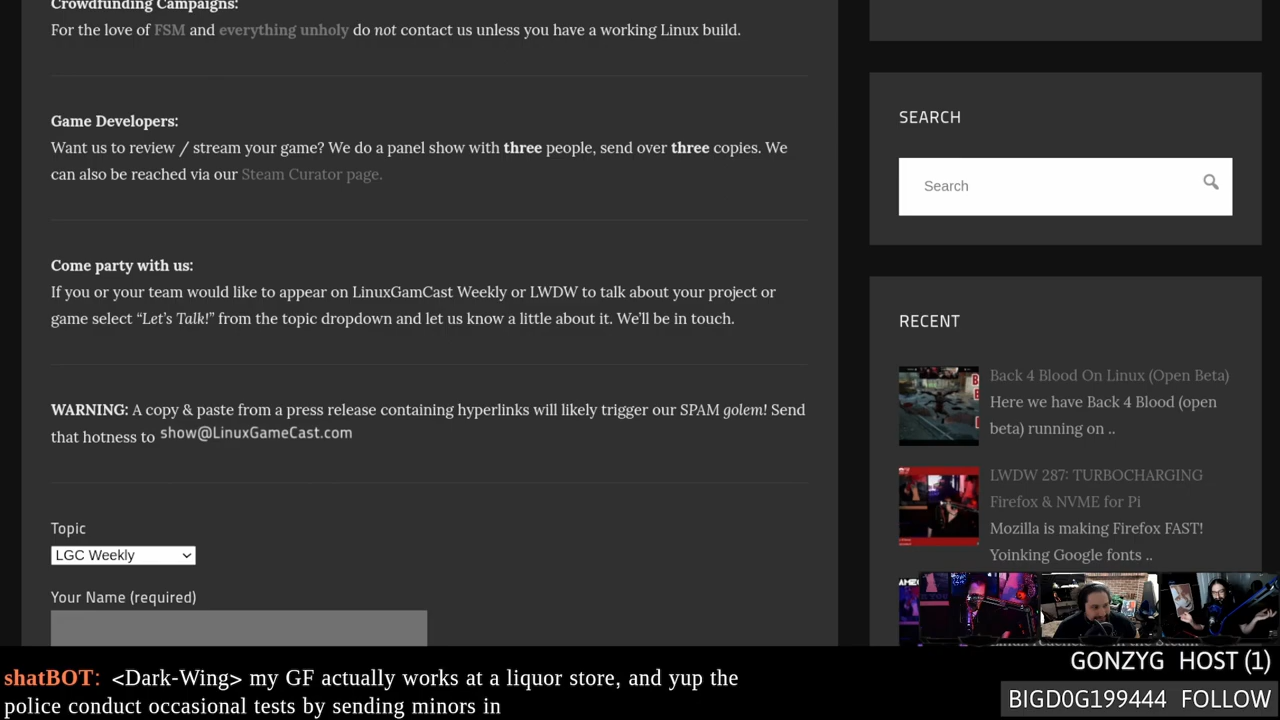 Crowdfunding Campaigns:
For the love of FSM and everything unholy do not contact us unless you have a working Linux build.
Game Developers:
Want us to review / stream your game? We do a panel show with three people, send over three copies. We
can also be reached via our Steam Curator page.
Come party with us:
If you or your team would like to appear on LinuxGamCast Weekly or LWDW to talk about your project or
game select “Let’s Talk!” from the topic dropdown and let us know a little about it. We’ll be in touch.
WARNING: A copy & paste from a press release containing hyperlinks will likely trigger our SPAM golem! Send
that hotness to show@LinuxGameCast.com
Topic
LGC Weekly
Your Name (required)
SEARCH
Search
RECENT
Back 4 Blood On Linux (Open Beta)
Here we have Back 4 Blood (open
beta) running on ..
LWDW 287: TURBOCHARGING
Firefox & NVME for Pi
Mozilla is making Firefox FAST!
Yoinking Google fonts ..
shatBOT: <Dark-Wing> my GF actually works at a liquor store, and yup the
police conduct occasional tests by sending minors in
GONZYG HOST (1)
BIGD0G199444 FOLLOW